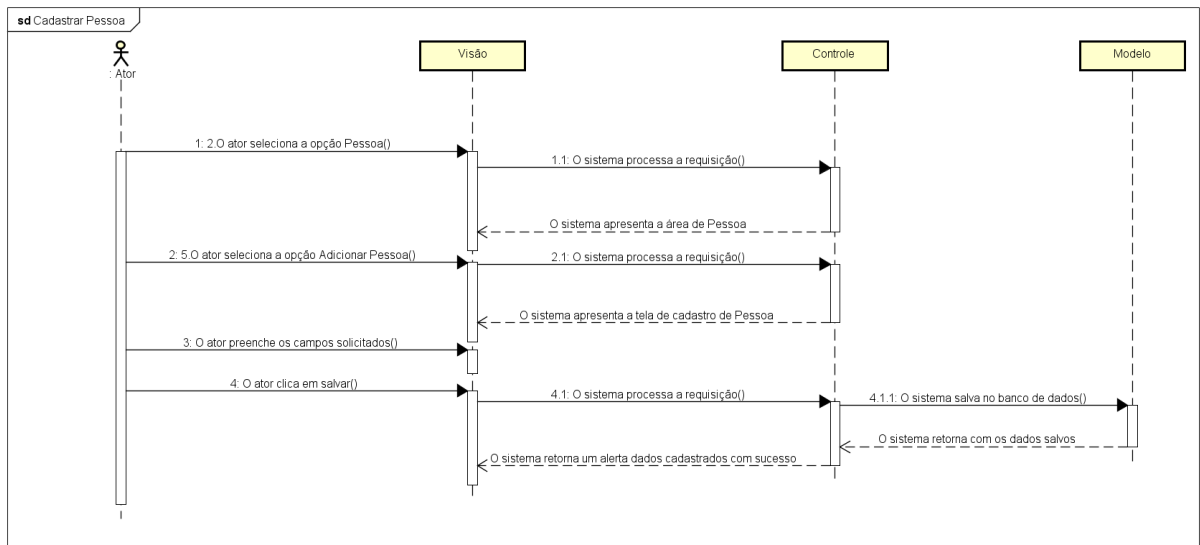 sd Cadastrar Pessoa
: Ator
Visão
Controle
Modelo
1: 2.O ator seleciona a opção Pessoa()
1.1: O sistema processa a requisição()
O sistema apresenta a área de Pessoa
2: 5.O ator seleciona a opção Adicionar Pessoa()
2.1: O sistema processa a requisição()
O sistema apresenta a tela de cadastro de Pessoa
3: O ator preenche os campos solicitados()
4: O ator clica em salvar()
4.1: O sistema processa a requisição()
4.1.1: O sistema salva no banco de dados()
O sistema retorna com os dados salvos
O sistema retorna um alerta dados cadastrados com sucesso